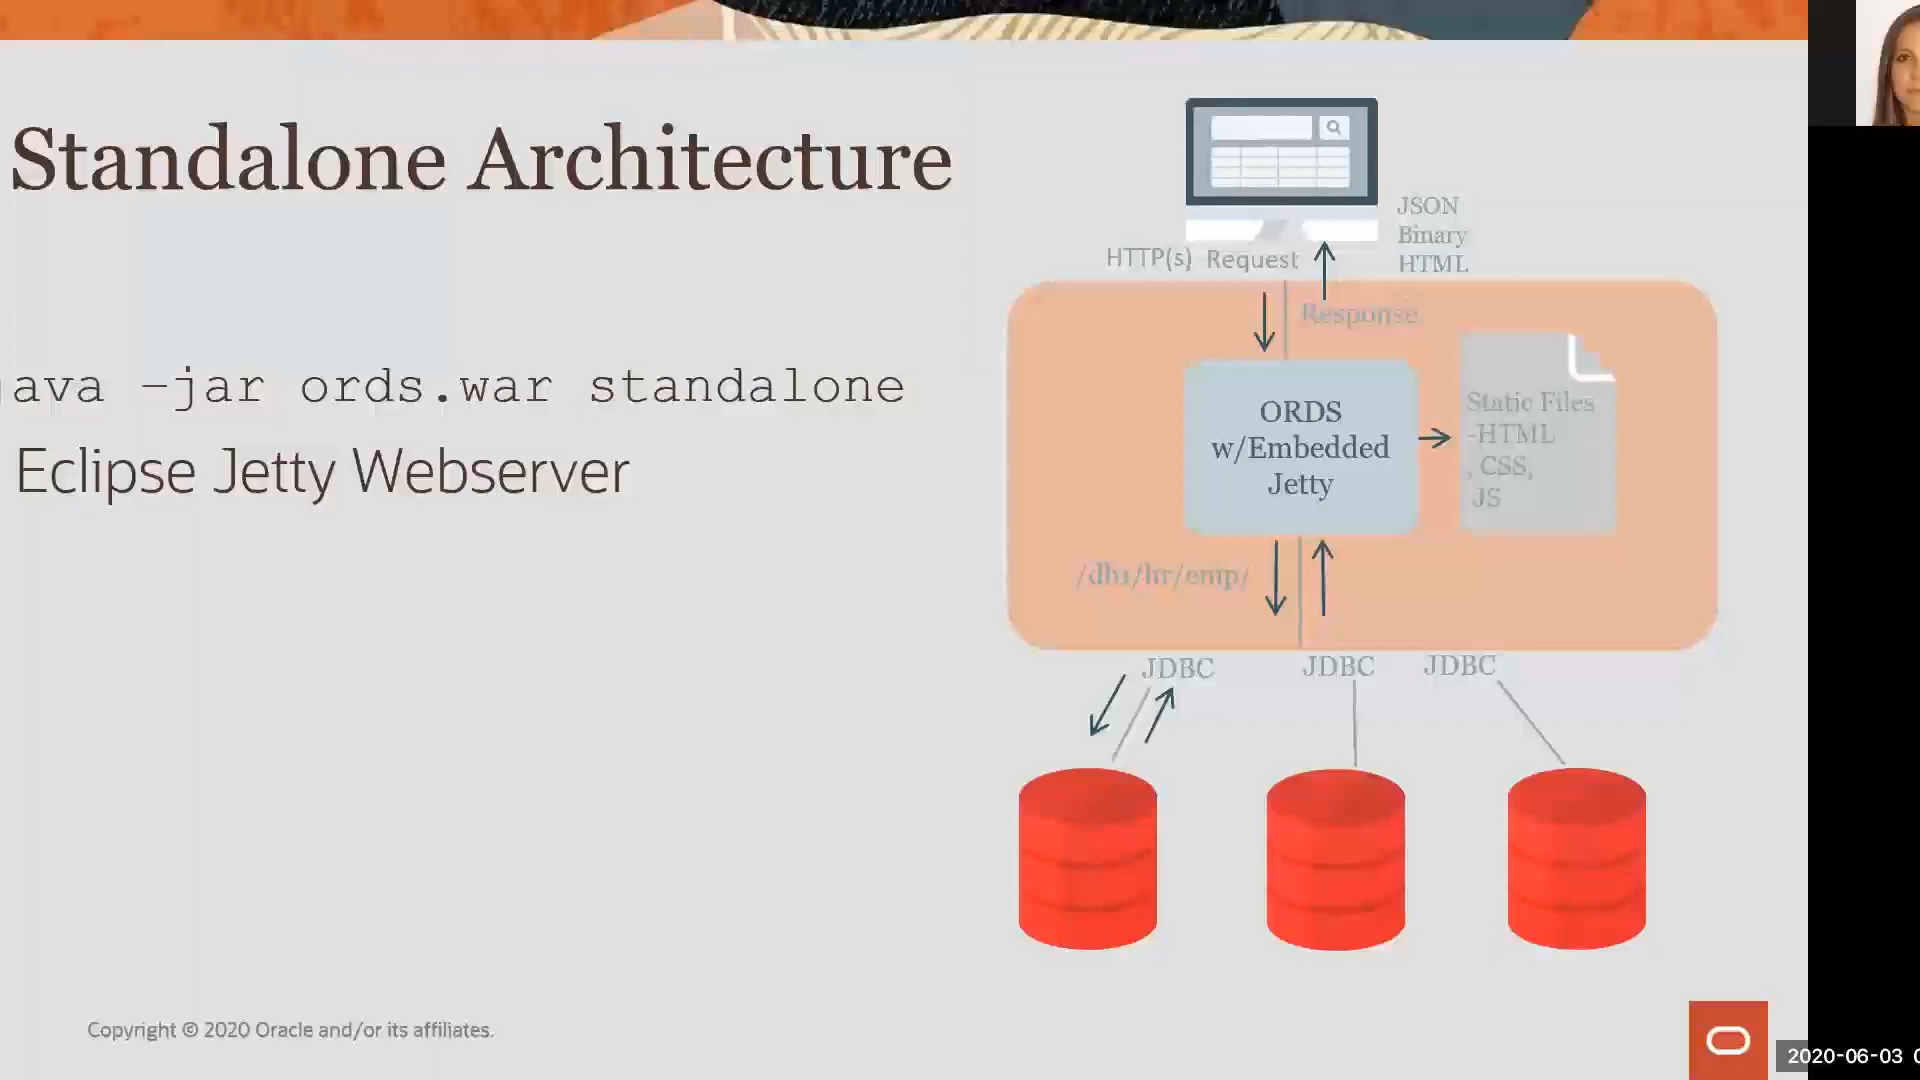 Standalone Architecture
java –jar ords.war standalone
Eclipse Jetty Webserver
JSON
Binary
HTML
HTTP(s) Request
Response
ORDS
w/Embedded
Jetty
Static Files
-HTML
, CSS,
JS
/db1/hr/emp/
JDBC
JDBC
JDBC
Copyright © 2020 Oracle and/or its affiliates.
2020-06-03